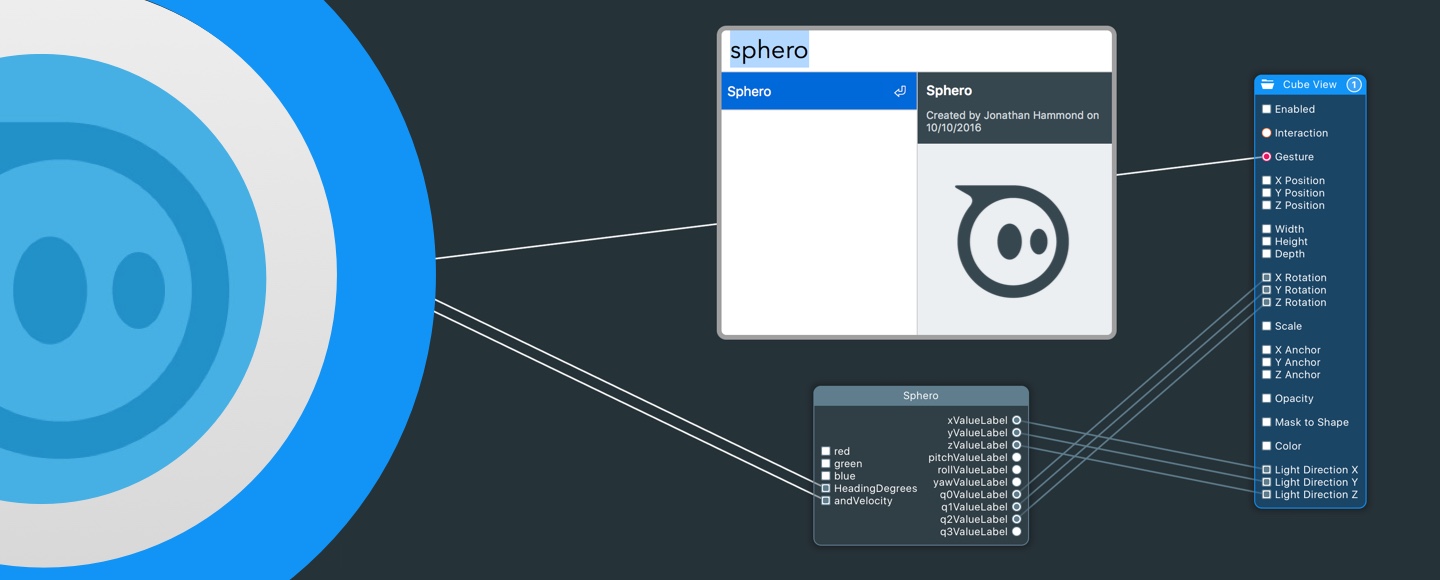 sphero
Sphero
Sphero
Created by Jonathan Hammond on
10/10/2016
Cube View 1
Enabled
Interaction
Gesture
X Position
Y Position
Z Position
Width
Height
Depth
X Rotation
Y Rotation
Z Rotation
Scale
X Anchor
Y Anchor
Z Anchor
Opacity
Mask to Shape
Color
Light Direction X
Light Direction Y
Light Direction Z
Sphero
red
green
blue
HeadingDegrees
andVelocity
xValueLabel
yValueLabel
zValueLabel
pitchValueLabel
rollValueLabel
yawValueLabel
q0ValueLabel
q1ValueLabel
q2ValueLabel
q3ValueLabel